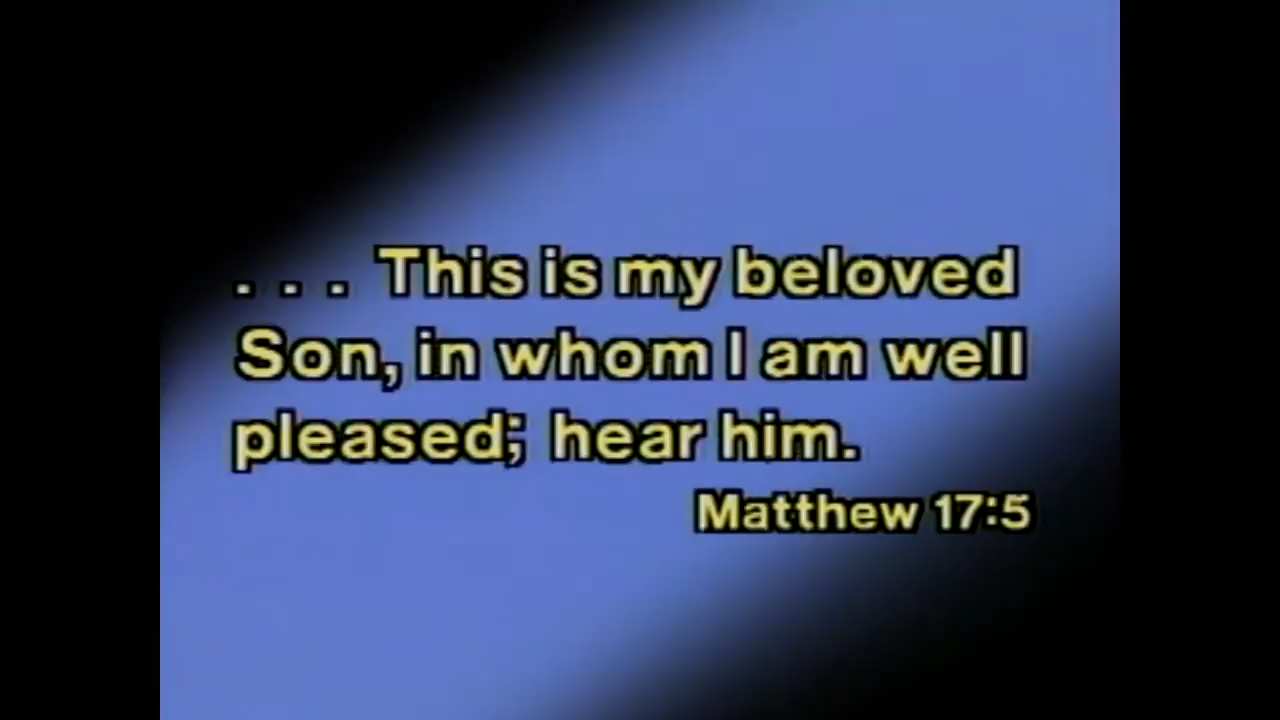 . . . This is my beloved
Son, in whom I am well
pleased; hear him.
Matthew 17:5